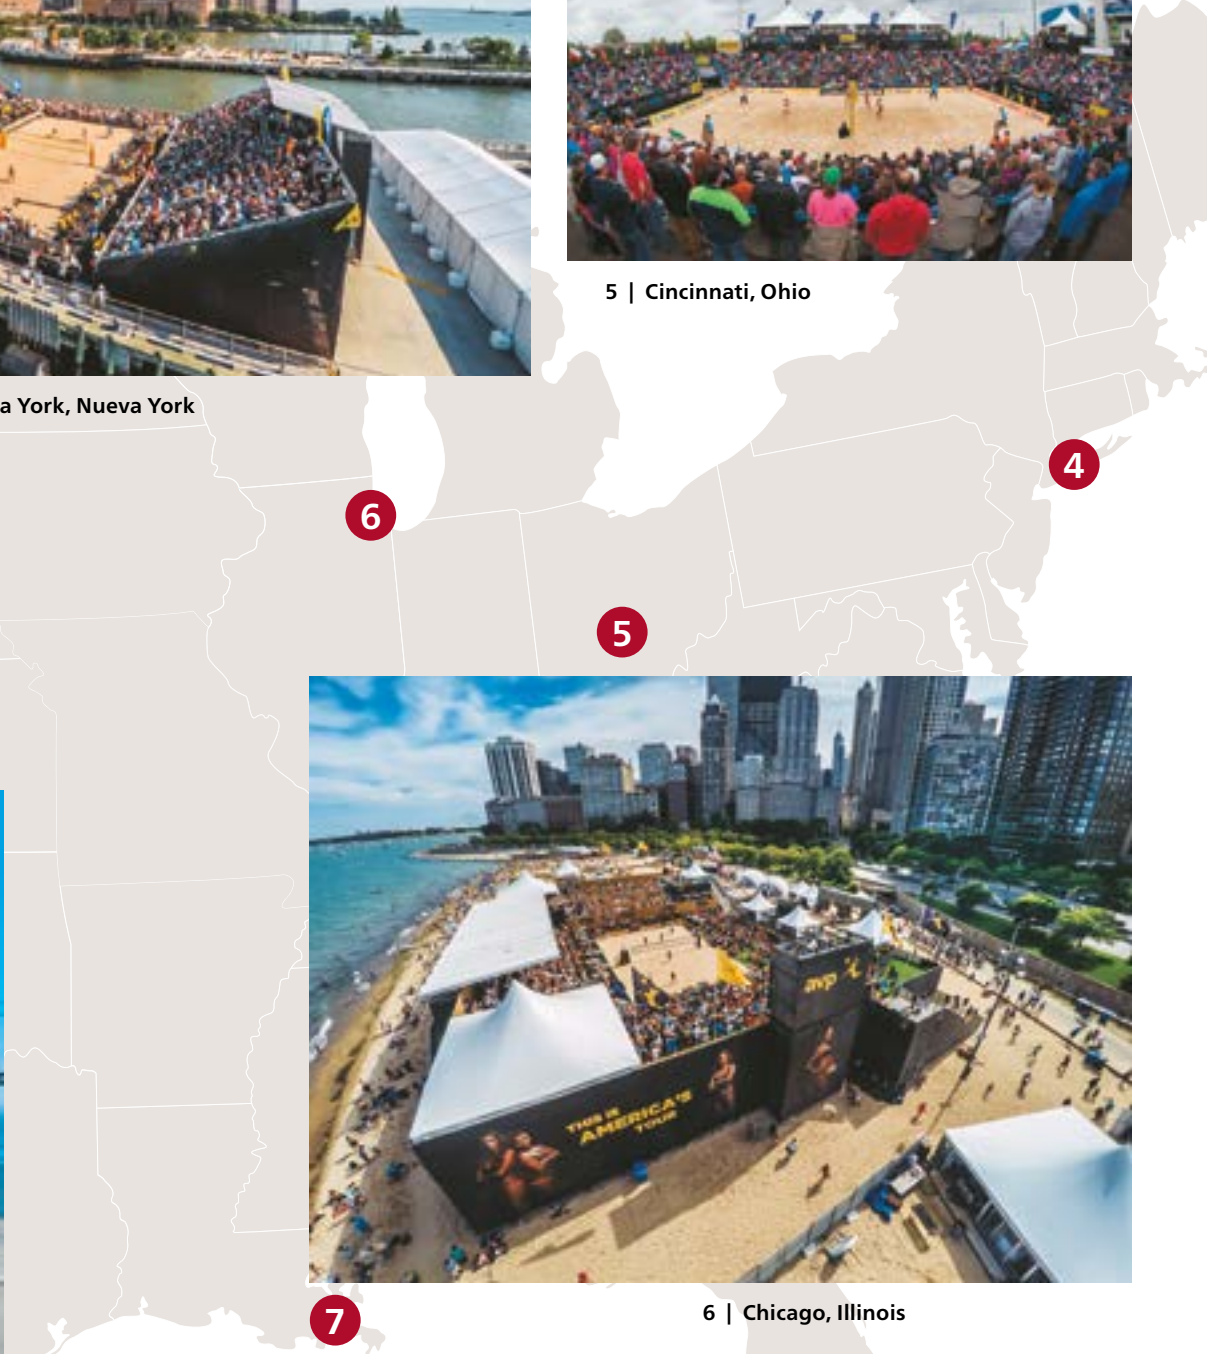 5 | Cincinnati, Ohio
a York, Nueva York
4
6
5
avp
THIS IS
AMERICA'S
TOUR
7
6 | Chicago, Illinois